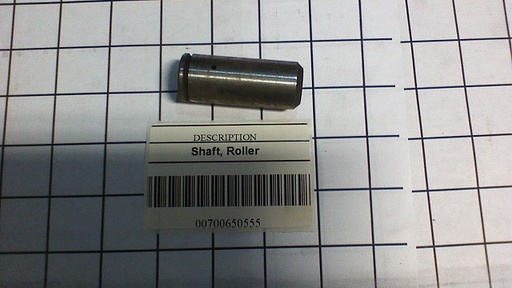 DESCRIPTION
Shaft, Roller
00700650555